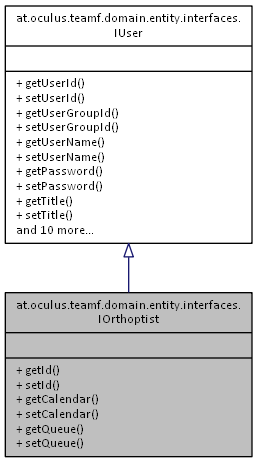 at.oculus.teamf.domain.entity.interfaces.
IUser
+ getUserId()
+ setUserId()
+ getUserGroupId()
+ setUserGroupId()
+ getUserName()
+ setUserName()
+ getPassword()
+ setPassword()
+ getTitle()
+ setTitle()
and 10 more...
at.oculus.teamf.domain.entity.interfaces.
IOrthoptist
+ getId()
+ setId()
+ getCalendar()
+ setCalendar()
+ getQueue()
+ setQueue()